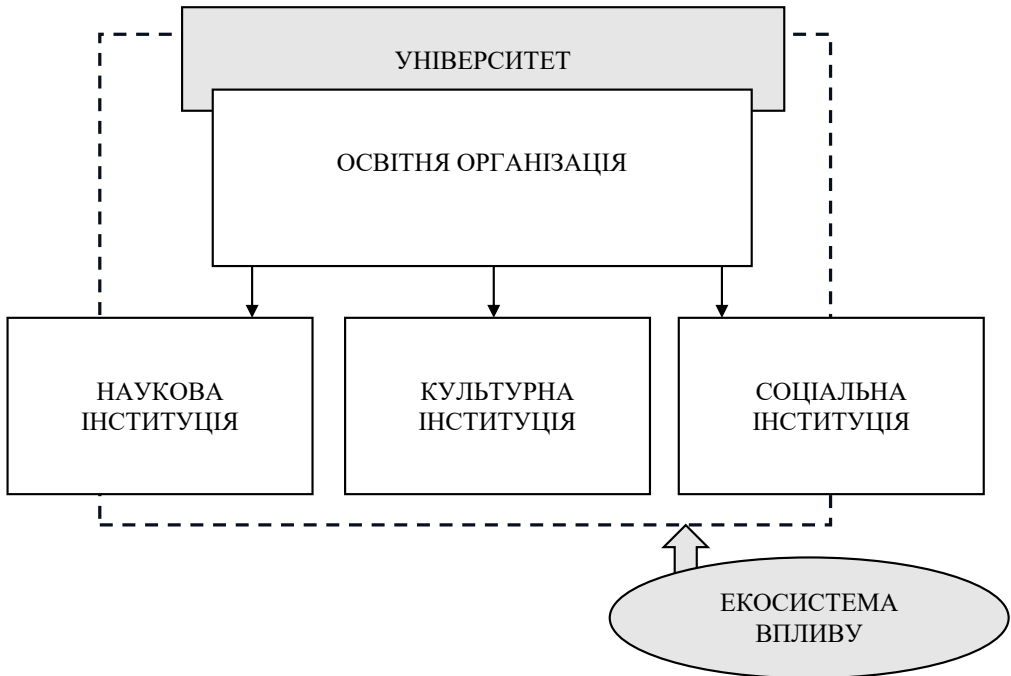 УНІВЕРСИТЕТ
ОСВІТНЯ ОРГАНІЗАЦІЯ
НАУКОВА
ІНСТИТУЦІЯ
КУЛЬТУРНА
ІНСТИТУЦІЯ
СОЦІАЛЬНА
ІНСТИТУЦІЯ
ЕКОСИСТЕМА
ВПЛИВУ